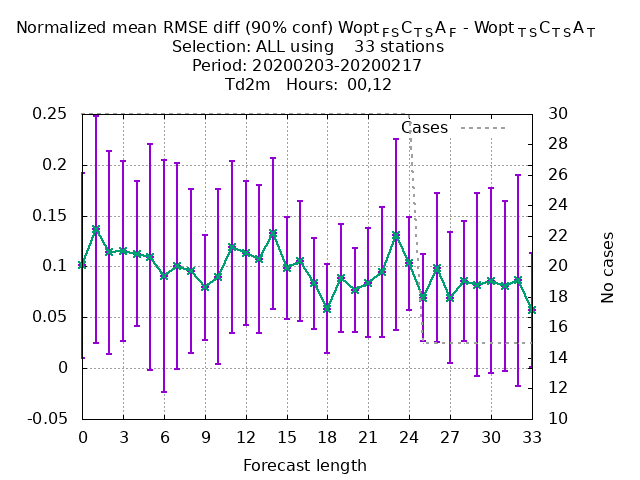 Normalized mean RMSE diff (90% conf) Wopt FS C TS A F - Wopt TS C TS A T
Selection: ALL using 33 stations
Period: 20200203-20200217
Td2m Hours: 00,12
Cases
0.25
0.2
0.15
0.1
0.05
0
-0.05
30
28
26
24
22
20
18
16
14
12
10
No cases
0 3 6 9 12 15 18 21 24 27 30 33
Forecast length